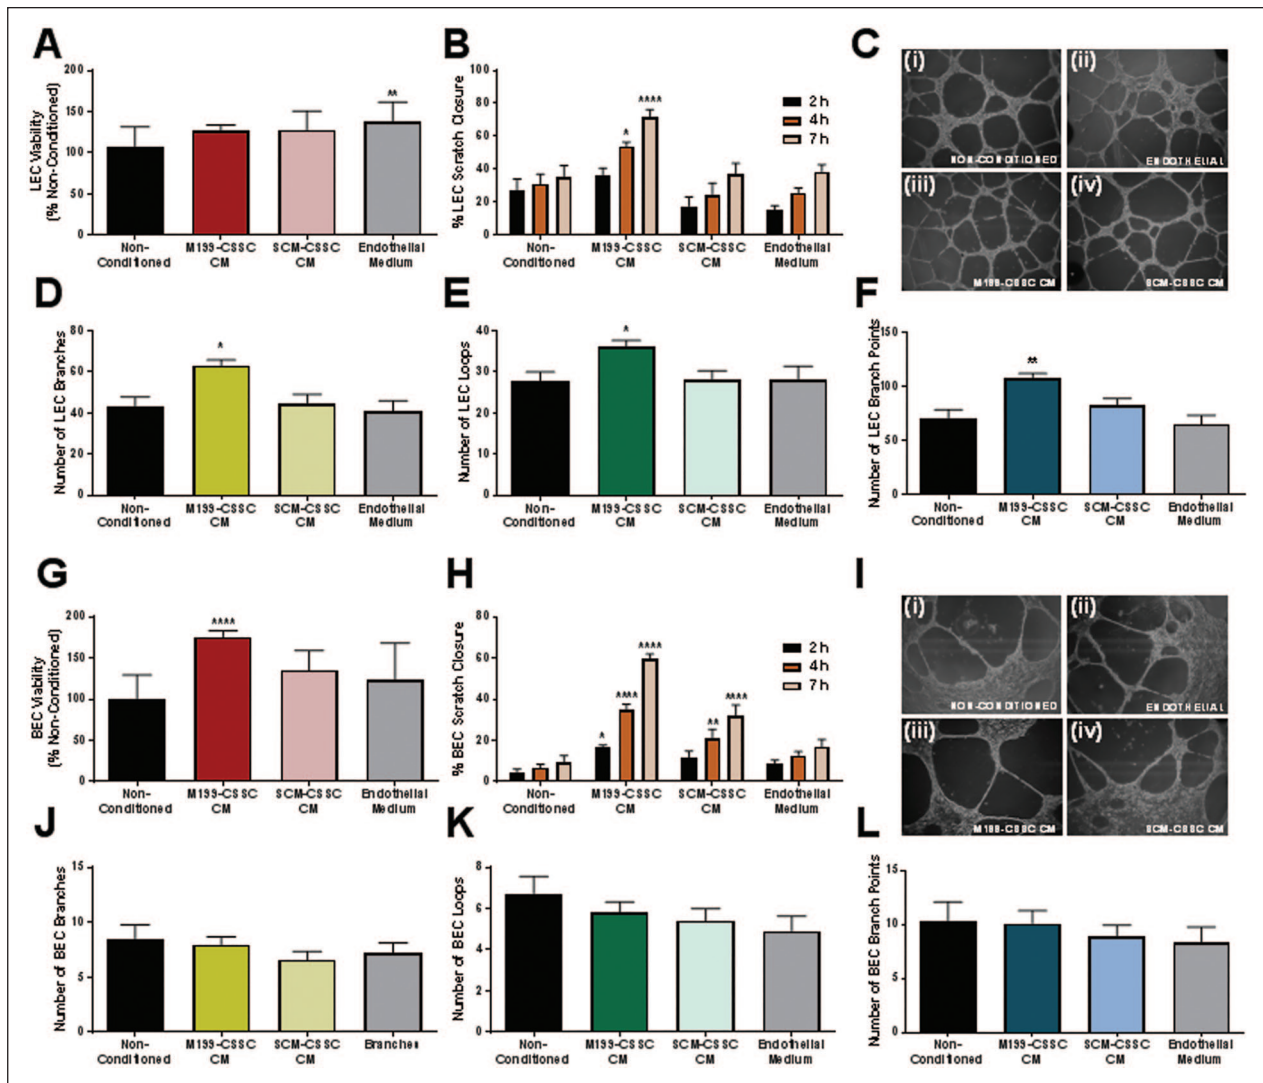 A
LEC Viability
(% Non-Conditioned)
200
150
100
50
0
**
Non-
Conditioned
M199-CSSC
CM
SCM-CSSC
CM
Endothelial
Medium
B
% LEC Scratch Closure
100
80
60
40
20
0
*
****
2 h
4 h
7 h
Non-
Conditioned
M199-CSSC
CM
SCM-CSSC
CM
Endothelial
Medium
C
(i)
NON-CONDITIONED
(ii)
ENDOTHELIAL
(iii)
M199-CSSC CM
(iv)
SCM-CSSC CM
D
Number of LEC Branches
80
60
40
20
0
*
Non-
Conditioned
M199-CSSC
CM
SCM-CSSC
CM
Endothelial
Medium
E
Number of LEC Loops
40
30
20
10
0
*
Non-
Conditioned
M199-CSSC
CM
SCM-CSSC
CM
Endothelial
Medium
F
Number of LEC Branch Points
150
100
50
0
**
Non-
Conditioned
M199-CSSC
CM
SCM-CSSC
CM
Endothelial
Medium
G
BEC Viability
(% Non-Conditioned)
200
150
100
50
0
****
Non-
Conditioned
M199-CSSC
CM
SCM-CSSC
CM
Endothelial
Medium
H
% BEC Scratch Closure
80
60
40
20
0
*
****
****
**
****
2 h
4 h
7 h
Non-
Conditioned
M199-CSSC
CM
SCM-CSSC
CM
Endothelial
Medium
I
(i)
NON-CONDITIONED
(ii)
ENDOTHELIAL
(iii)
M199-CSSC CM
(iv)
SCM-CSSC CM
J
Number of BEC Branches
15
10
5
0
Non-
Conditioned
M199-CSSC
CM
SCM-CSSC
CM
Branches
K
Number of BEC Loops
8
6
4
2
0
Non-
Conditioned
M199-CSSC
CM
SCM-CSSC
CM
Endothelial
Medium
L
Number of BEC Branch Points
15
10
5
0
Non-
Conditioned
M199-CSSC
CM
SCM-CSSC
CM
Endothelial
Medium